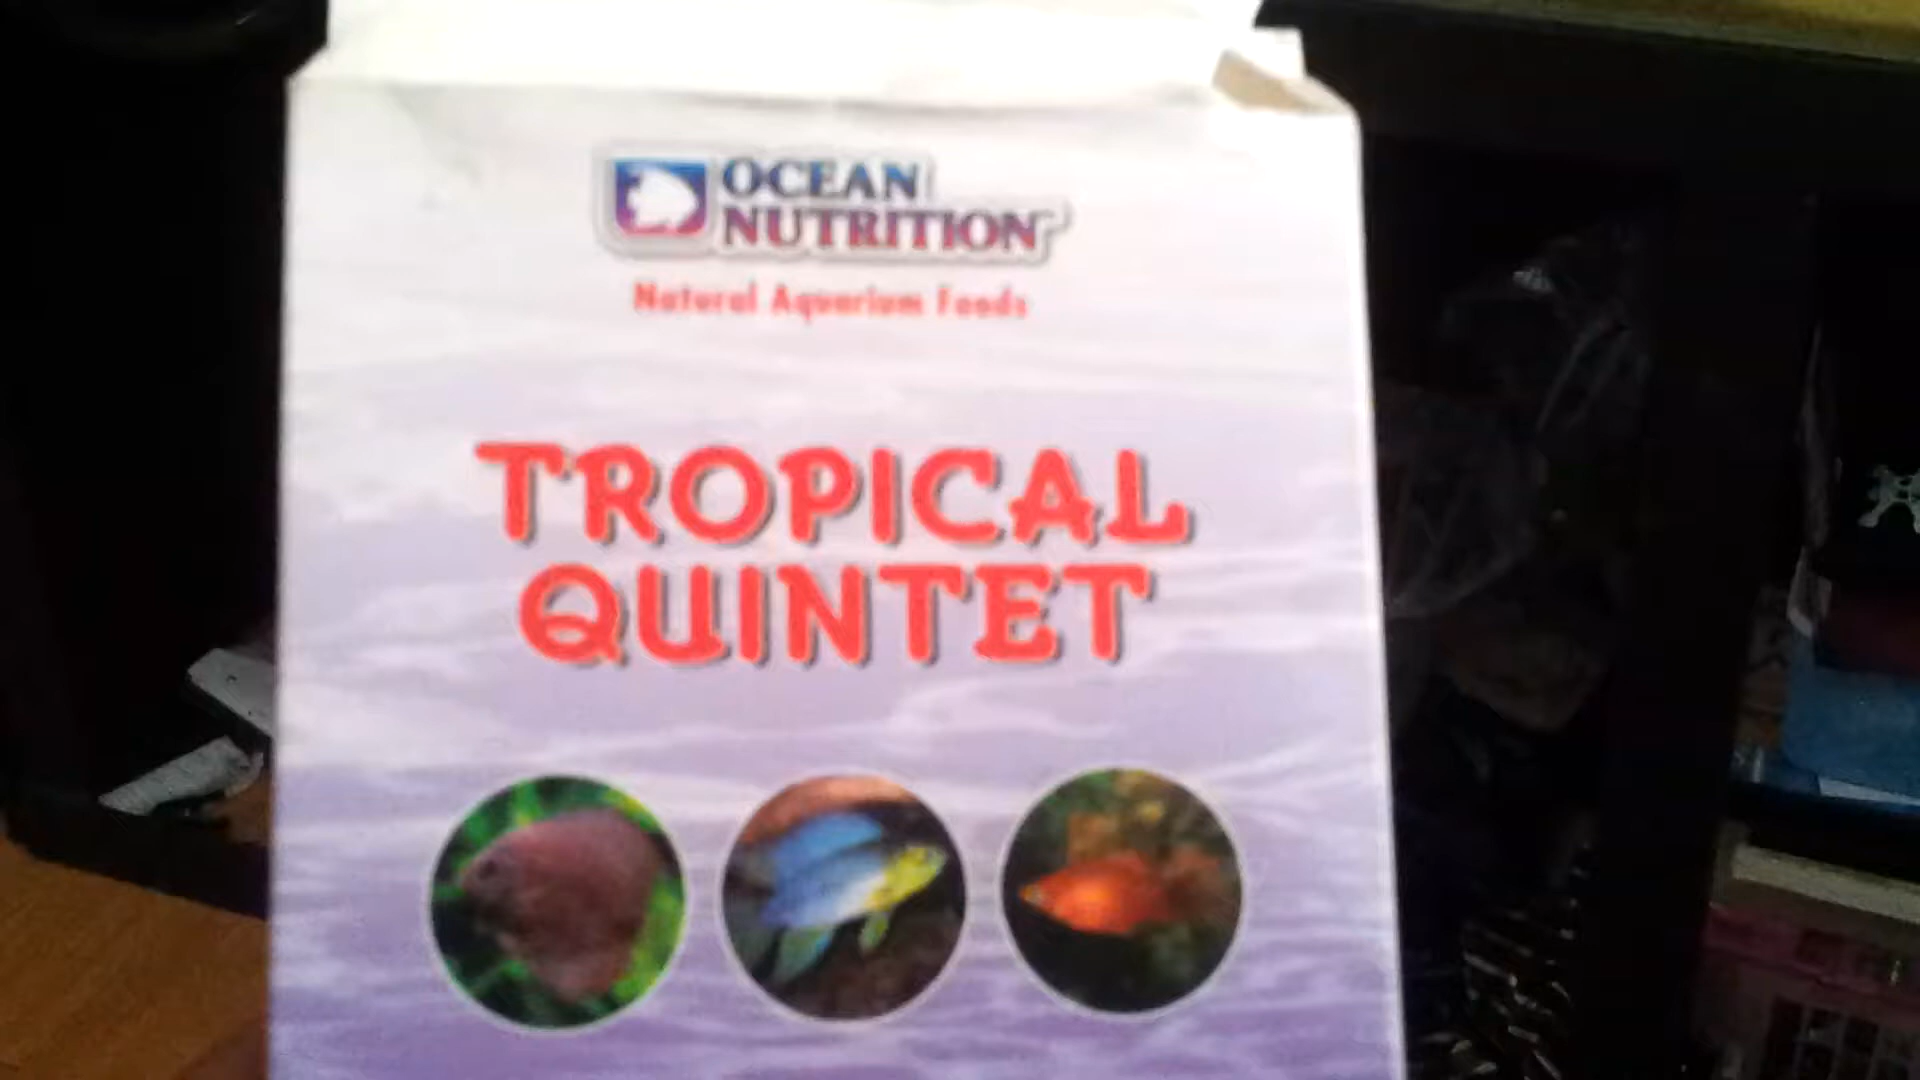 OCEAN
NUTRITION
Natural Aquarium Foods
TROPICAL
QUINTET